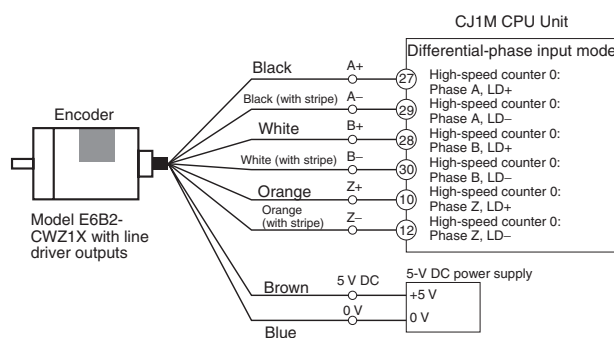 CJ1M CPU Unit
Differential-phase input mode
Encoder
Black A+ 27 High-speed counter 0:
Phase A, LD+
Black (with stripe) A− 29 High-speed counter 0:
Phase A, LD−
White B+ 28 High-speed counter 0:
Phase B, LD+
White (with stripe) B− 30 High-speed counter 0:
Phase B, LD−
Orange Z+ 10 High-speed counter 0:
Phase Z, LD+
Orange
(with stripe) Z− 12 High-speed counter 0:
Phase Z, LD−
Model E6B2-
CWZ1X with line
driver outputs
5-V DC power supply
Brown 5 V DC +5 V
Blue 0 V 0 V